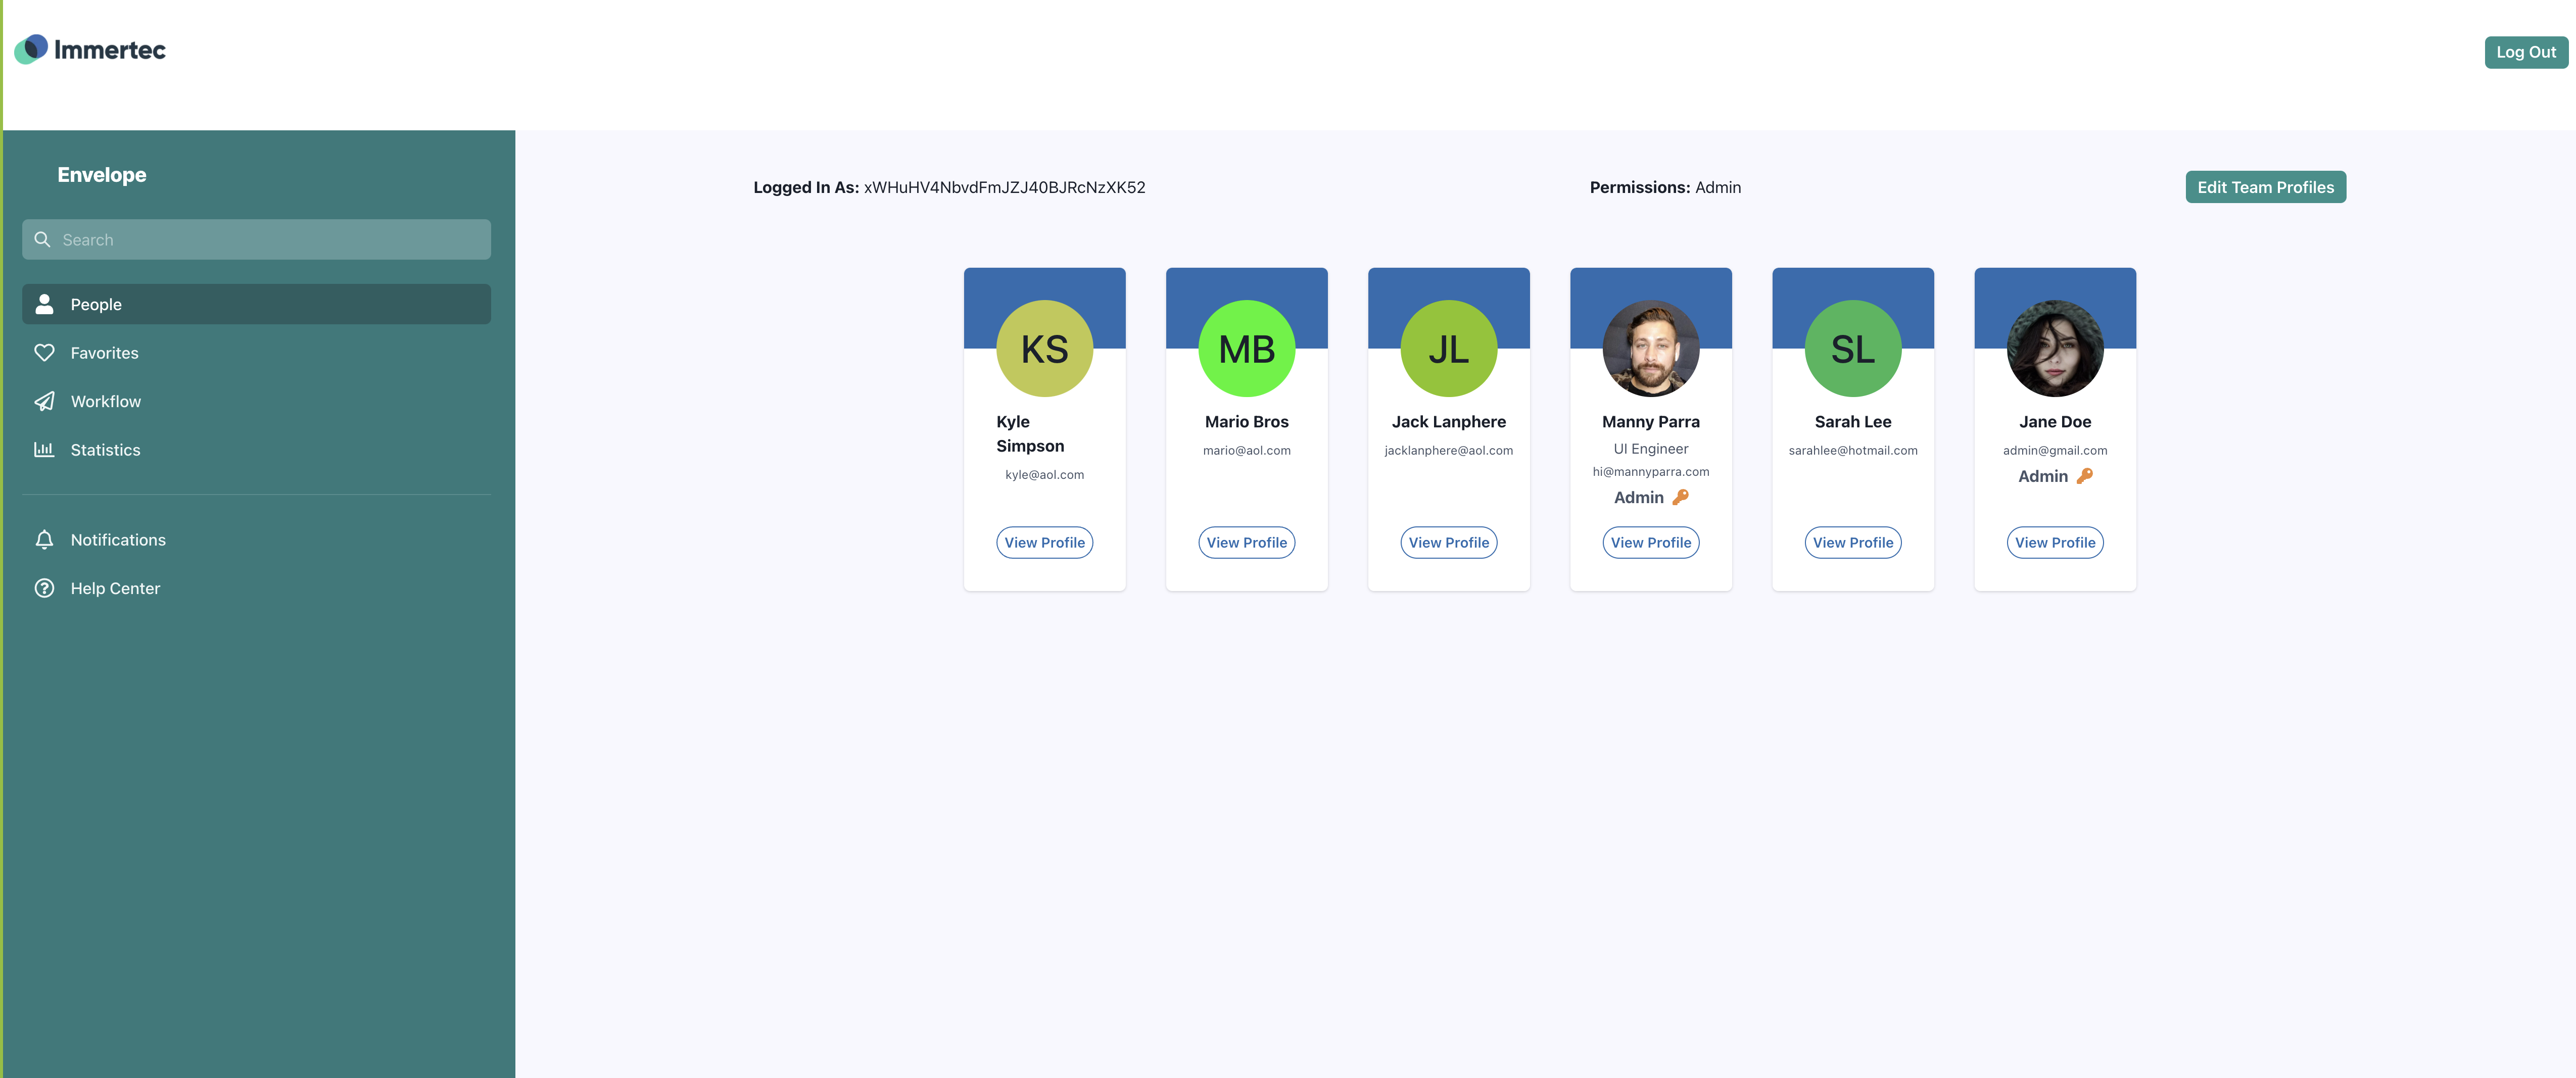 Immertec
Log Out
Envelope
Search
People
Favorites
Workflow
Statistics
Notifications
Help Center
Logged In As: xWHuHV4NbvdFmJZJ40BJRcNzXK52
Permissions: Admin
Edit Team Profiles
KS
Kyle
Simpson
kyle@aol.com
View Profile
MB
Mario Bros
mario@aol.com
View Profile
JL
Jack Lanphere
jacklanphere@aol.com
View Profile
Manny Parra
UI Engineer
hi@mannyparra.com
Admin
View Profile
SL
Sarah Lee
sarahlee@hotmail.com
View Profile
Jane Doe
admin@gmail.com
Admin
View Profile